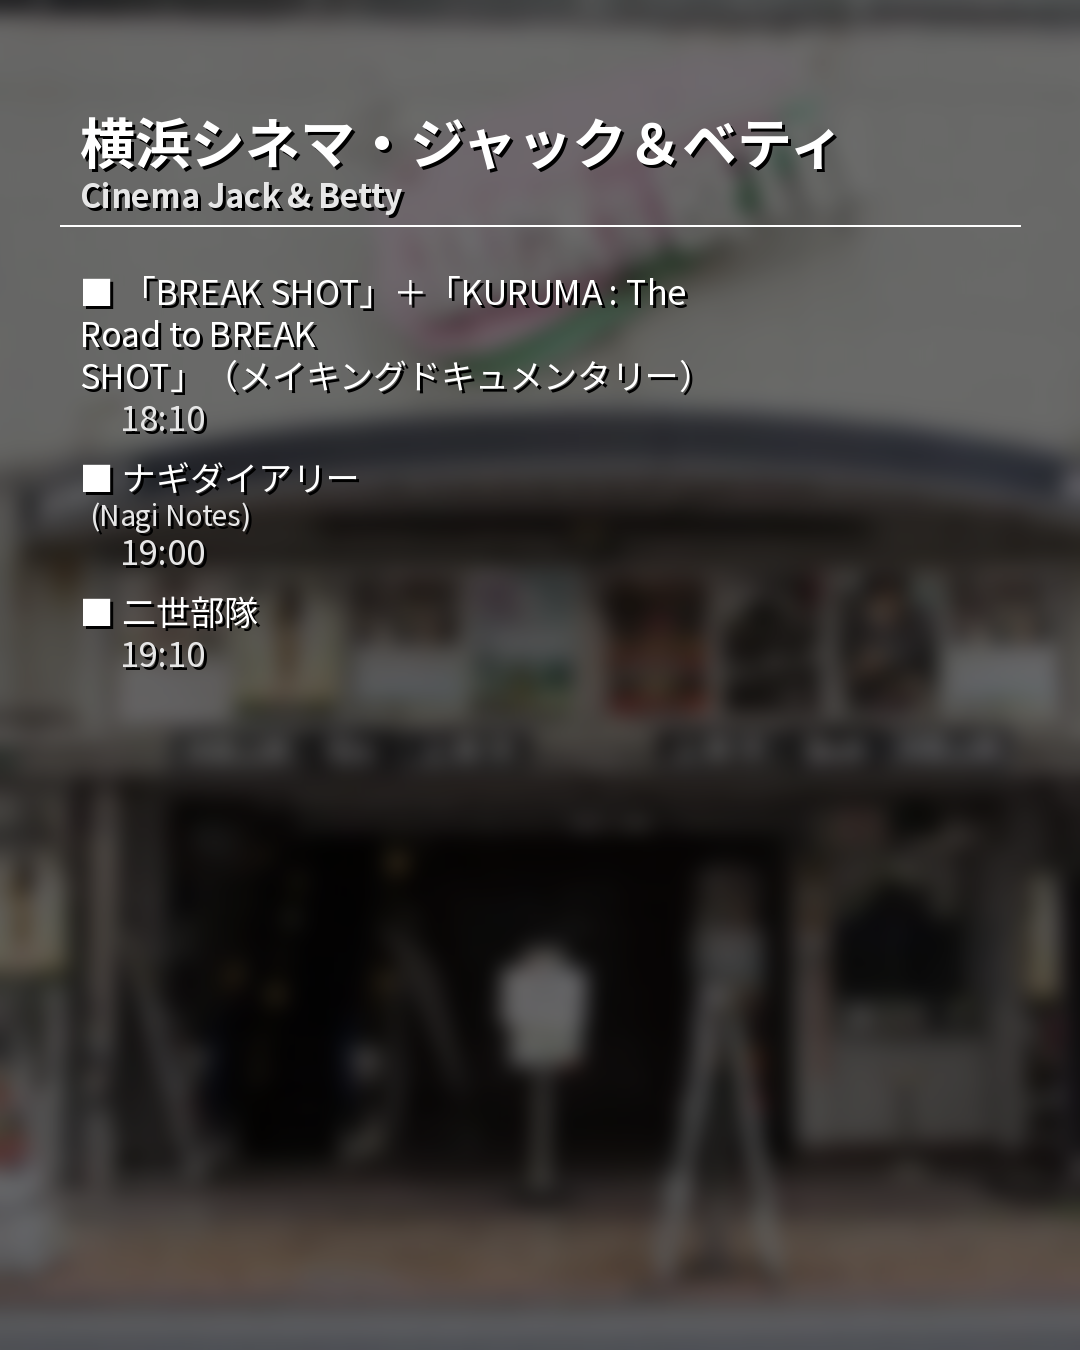 横浜シネマ・ジャック＆ベティ
Cinema Jack & Betty
■ 「BREAK SHOT」＋「KURUMA : The
Road to BREAK
SHOT」（メイキングドキュメンタリー）
18:10
■ ナギダイアリー
(Nagi Notes)
19:00
■ 二世部隊
19:10